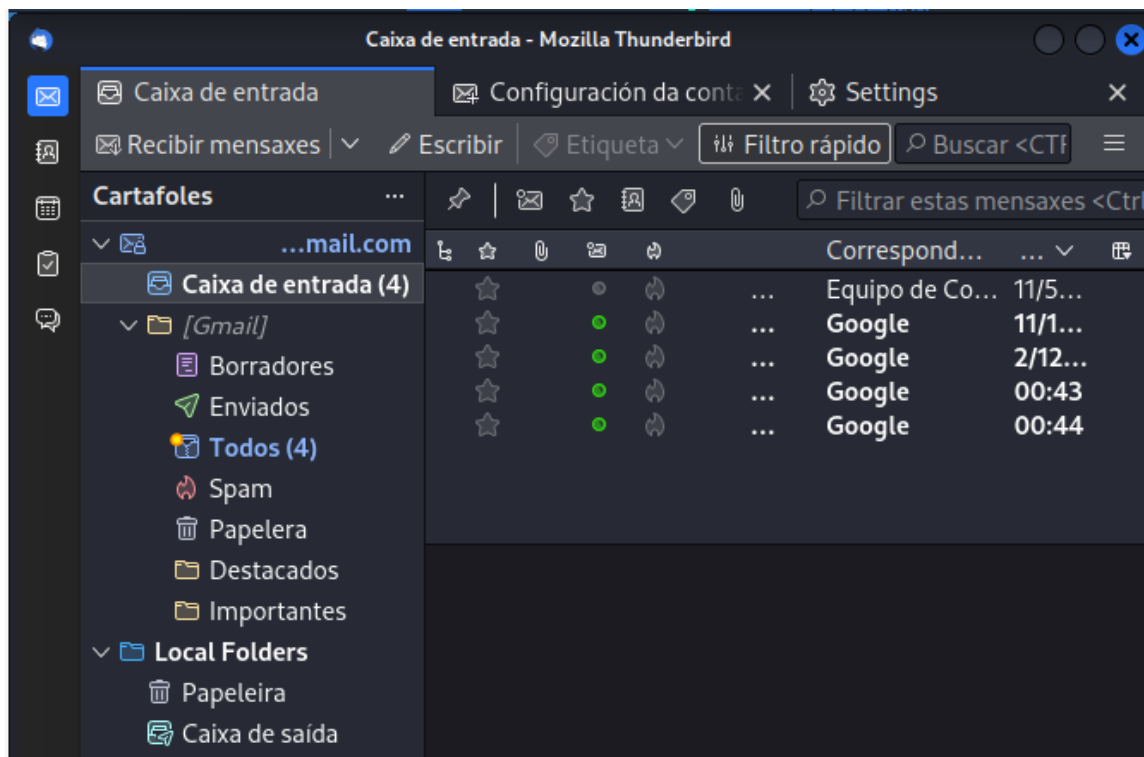 Caixa de entrada - Mozilla Thunderbird
Caixa de entrada
Configuración da conta
Settings
Recibir mensaxes
Escribir
Etiqueta
Filtro rápido
Buscar <CTR
Cartafoles
Filtrar estas mensaxes <Ctrl
...mail.com
Correspond... ...
Caixa de entrada (4)
Equipo de Co... 11/5...
[Gmail]
... Google 11/1...
Borradores
... Google 2/12...
Enviados
... Google 00:43
Todos (4)
... Google 00:44
Spam
Papelera
Destacados
Importantes
Local Folders
Papeleira
Caixa de saída